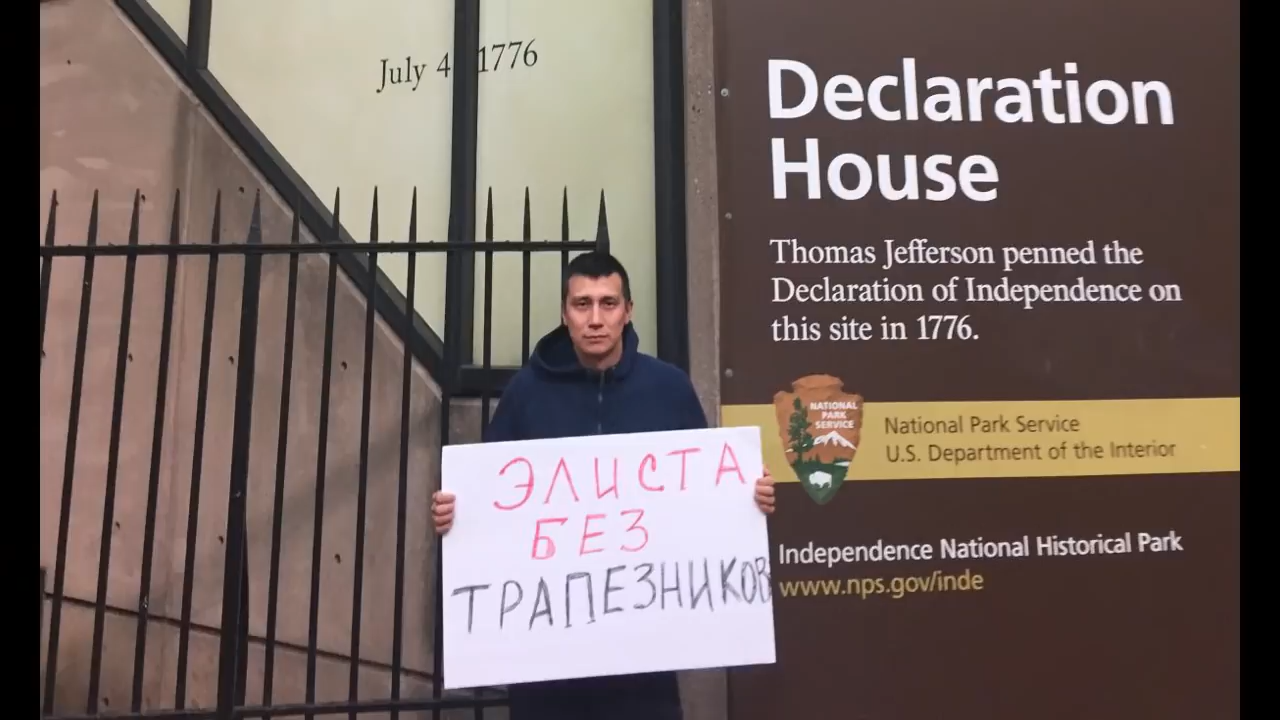 July 4, 1776
Declaration
House
Thomas Jefferson penned the
Declaration of Independence on
this site in 1776.
NATIONAL
PARK
SERVICE
National Park Service
U.S. Department of the Interior
Independence National Historical Park
www.nps.gov/inde
ЭЛИСТА
БЕЗ
ТРАПЕЗНИКОВ